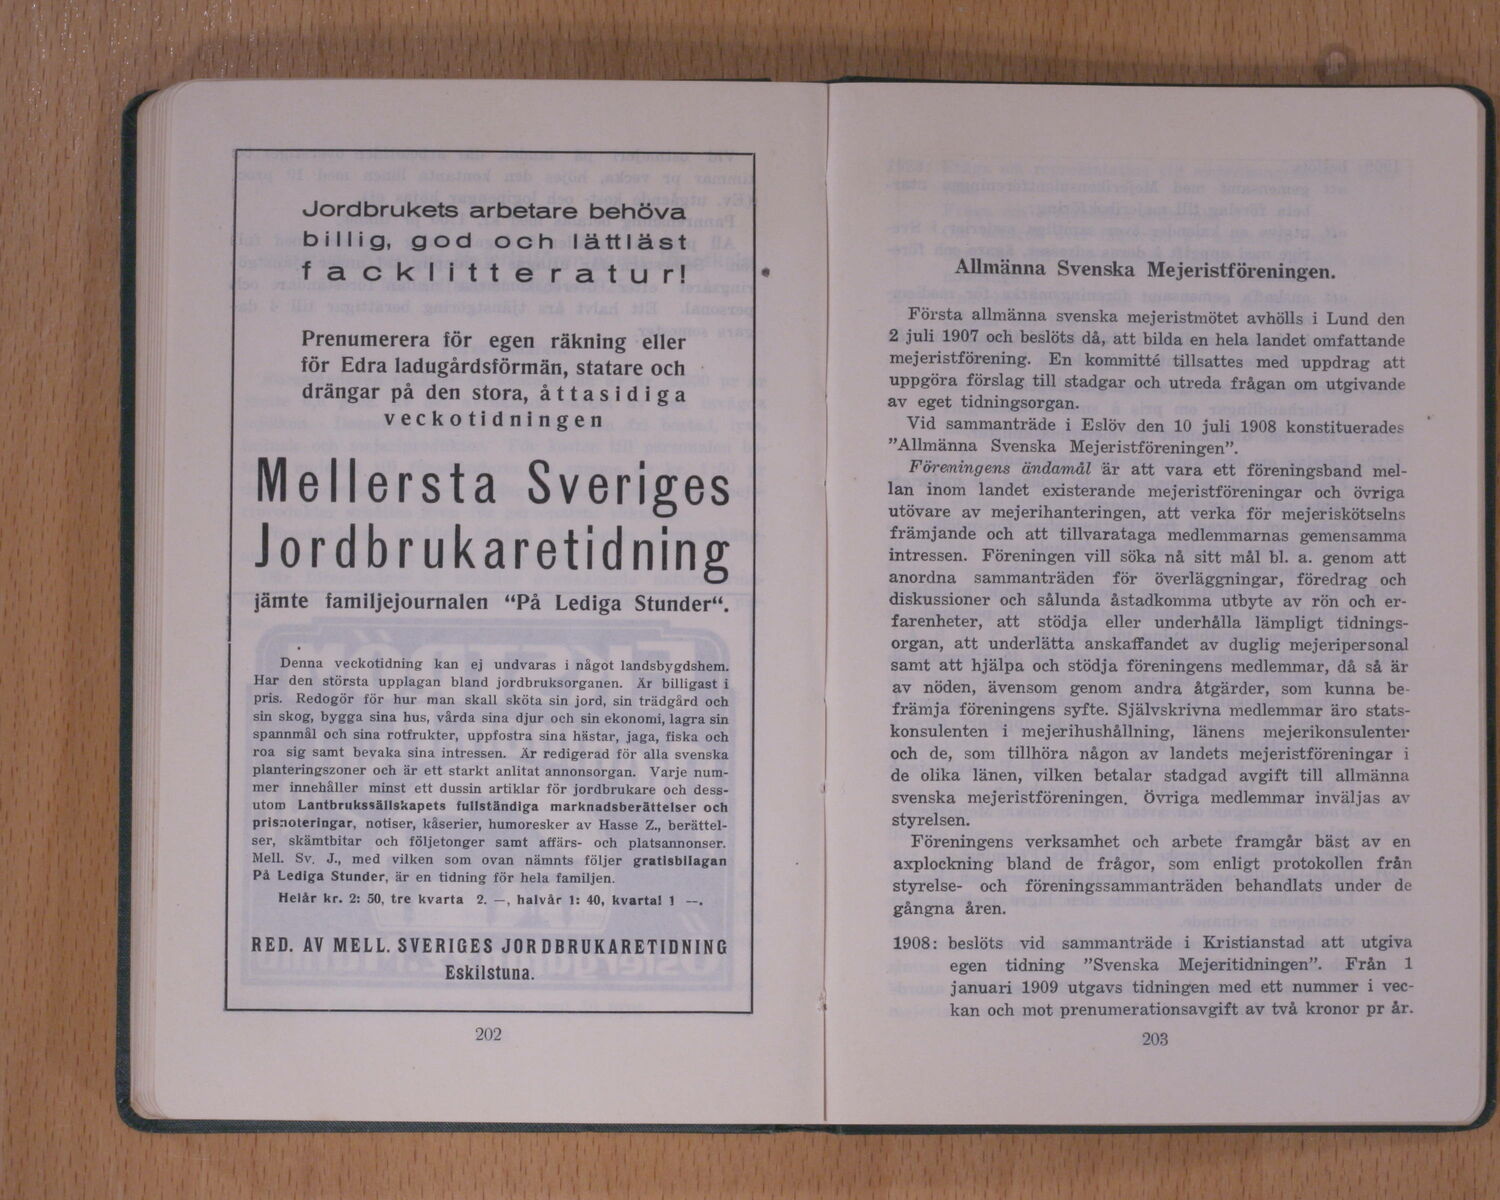 Jordbrukets arbetare behöva
billig, god och lättläst
facklitteratur!
Prenumerera för egen räkning eller
för Edra ladugårdsförmän, statare och
drängar på den stora, åttasidiga
veckotidningen
Mellersta Sveriges
Jordbrukaretidning
jämte familjejournalen “På Lediga Stunder“.
Denna veckotidning kan ej undvaras i något landsbygdshem.
Har den största upplagan bland jordbruksorganen. Är billigast i
pris. Redogör för hur man skall sköta sin jord, sin trädgård och
sin skog, bygga sina hus, vårda sina djur och sin ekonomi, lagra sin
spannmål och sina rotfrukter, uppfostra sina hästar, jaga, fiska och
roa sig samt bevaka sina intressen. Är redigerad för alla svenska
planteringszoner och är ett starkt anlitat annonsorgan. Varje num-
mer innehåller minst ett dussin artiklar för jordbrukare och dess-
utom Lantbrukssällskapets fullständiga marknadsberättelser och
prisnoteringar, notiser, kåserier, humoresker av Hasse Z., berättel-
ser, skämtbitar och följetonger samt affärs- och platsannonser.
Mell. Sv. J., med vilken som ovan nämnts följer gratisbilagan
På Lediga Stunder, är en tidning för hela familjen.
Helår kr. 2: 50, tre kvarta 2. —, halvår 1: 40, kvartal 1 —.
RED. AV MELL. SVERIGES JORDBRUKARETIDNING
Eskilstuna.
202
Allmänna Svenska Mejeristföreningen.
Första allmänna svenska mejeristmötet avhölls i Lund den
2 juli 1907 och beslöts då, att bilda en hela landet omfattande
mejeristförening. En kommitté tillsattes med uppdrag att
uppgöra förslag till stadgar och utreda frågan om utgivande
av eget tidningsorgan.
Vid sammanträde i Eslöv den 10 juli 1908 konstituerades
”Allmänna Svenska Mejeristföreningen”.
Föreningens ändamål är att vara ett föreningsband mel-
lan inom landet existerande mejeristföreningar och övriga
utövare av mejerihanteringen, att verka för mejeriskötselns
främjande och att tillvarataga medlemmarnas gemensamma
intressen. Föreningen vill söka nå sitt mål bl. a. genom att
anordna sammanträden för överläggningar, föredrag och
diskussioner och sålunda åstadkomma utbyte av rön och er-
farenheter, att stödja eller underhålla lämpligt tidnings-
organ, att underlätta anskaffandet av duglig mejeripersonal
samt att hjälpa och stödja föreningens medlemmar, då så är
av nöden, ävensom genom andra åtgärder, som kunna be-
främja föreningens syfte. Självskrivna medlemmar äro stats-
konsulenten i mejerihushållning, länens mejerikonsulenter
och de, som tillhöra någon av landets mejeristföreningar i
de olika länen, vilken betalar stadgad avgift till allmänna
svenska mejeristföreningen. Övriga medlemmar inväljas av
styrelsen.
Föreningens verksamhet och arbete framgår bäst av en
axplockning bland de frågor, som enligt protokollen från
styrelse- och föreningssammanträden behandlats under de
gångna åren.
1908: beslöts vid sammanträde i Kristianstad att utgiva
egen tidning ”Svenska Mejeritidningen”. Från 1
januari 1909 utgavs tidningen med ett nummer i vec-
kan och mot prenumerationsavgift av två kronor pr år.
203